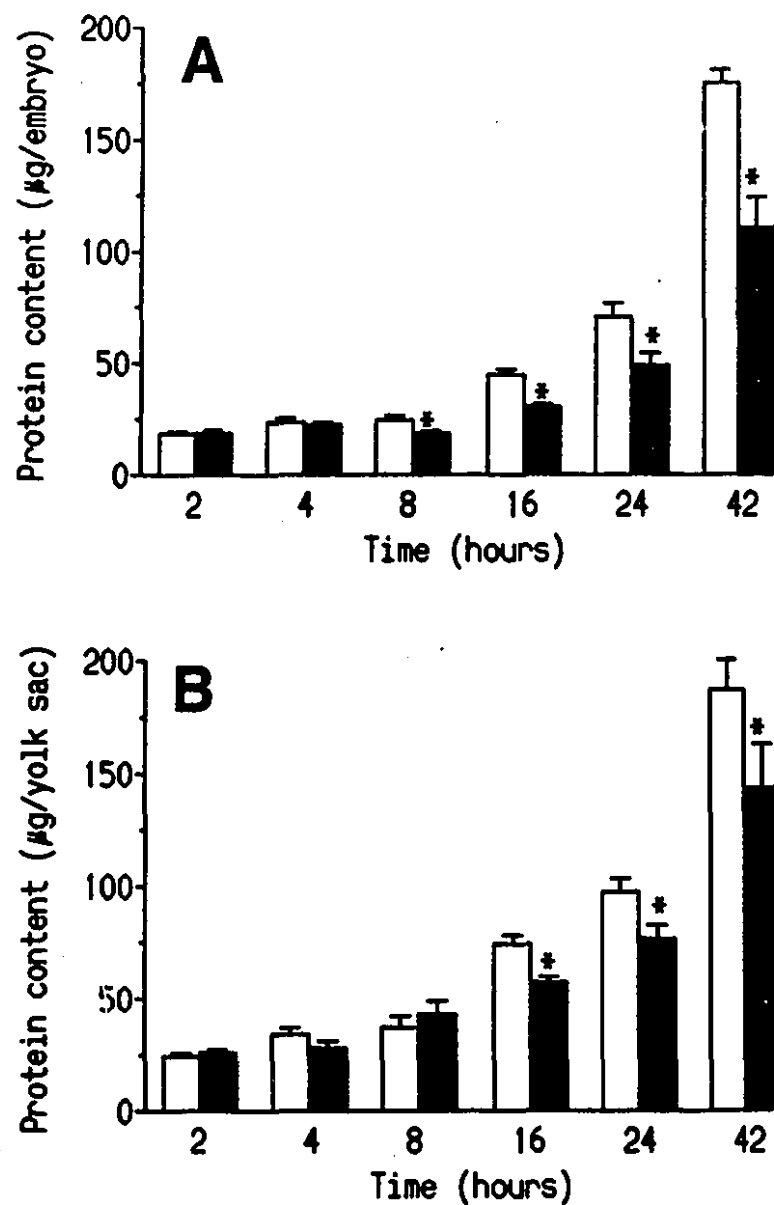 A
Protein content (µg/embryo)
200
150
100
50
0
*
*
*
*
2 4 8 16 24 42
Time (hours)
B
Protein content (µg/yolk sac)
200
150
100
50
0
*
*
*
2 4 8 16 24 42
Time (hours)